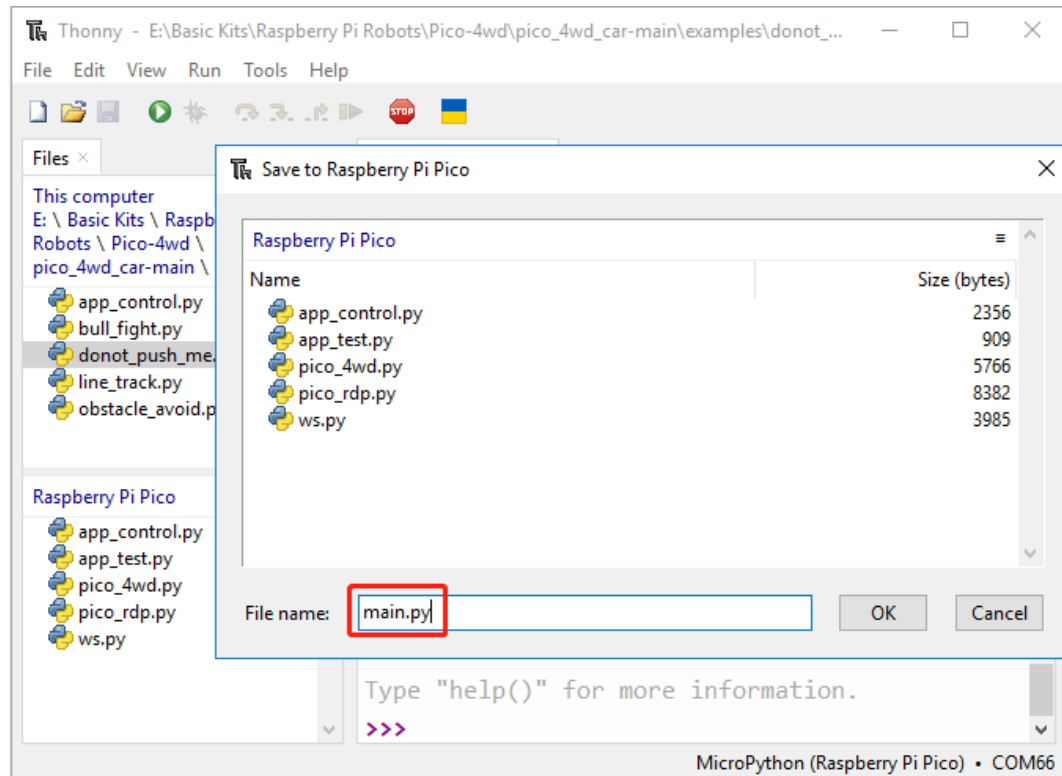 Thonny - E:\Basic Kits\Raspberry Pi Robots\Pico-4wd\pico_4wd_car-main\examples\donot_...
File Edit View Run Tools Help
STOP
Files
This computer
E: \ Basic Kits \ Raspb
Robots \ Pico-4wd \
pico_4wd_car-main \
app_control.py
bull_fight.py
donot_push_me.
line_track.py
obstacle_avoid.p
Raspberry Pi Pico
app_control.py
app_test.py
pico_4wd.py
pico_rdp.py
ws.py
Save to Raspberry Pi Pico
Raspberry Pi Pico
Name Size (bytes)
app_control.py 2356
app_test.py 909
pico_4wd.py 5766
pico_rdp.py 8382
ws.py 3985
File name: main.py OK Cancel
Type "help()" for more information.
>>>
MicroPython (Raspberry Pi Pico) • COM66